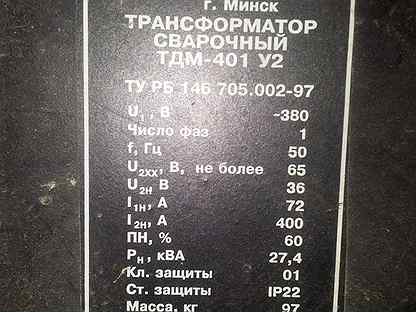 г. Минск
ТРАНСФОРМАТОР
СВАРОЧНЫЙ
ТДМ-401 У2
ТУ РБ 146 705.002-97
U₁, В ~380
Число фаз 1
f, Гц 50
U₂хх, В, не более 65
U₂н, В 36
I₁н, А 72
I₂н, А 400
ПН, % 60
Рн, кВА 27,4
Кл. защиты 01
Ст. защиты IP22
Масса, кг 97